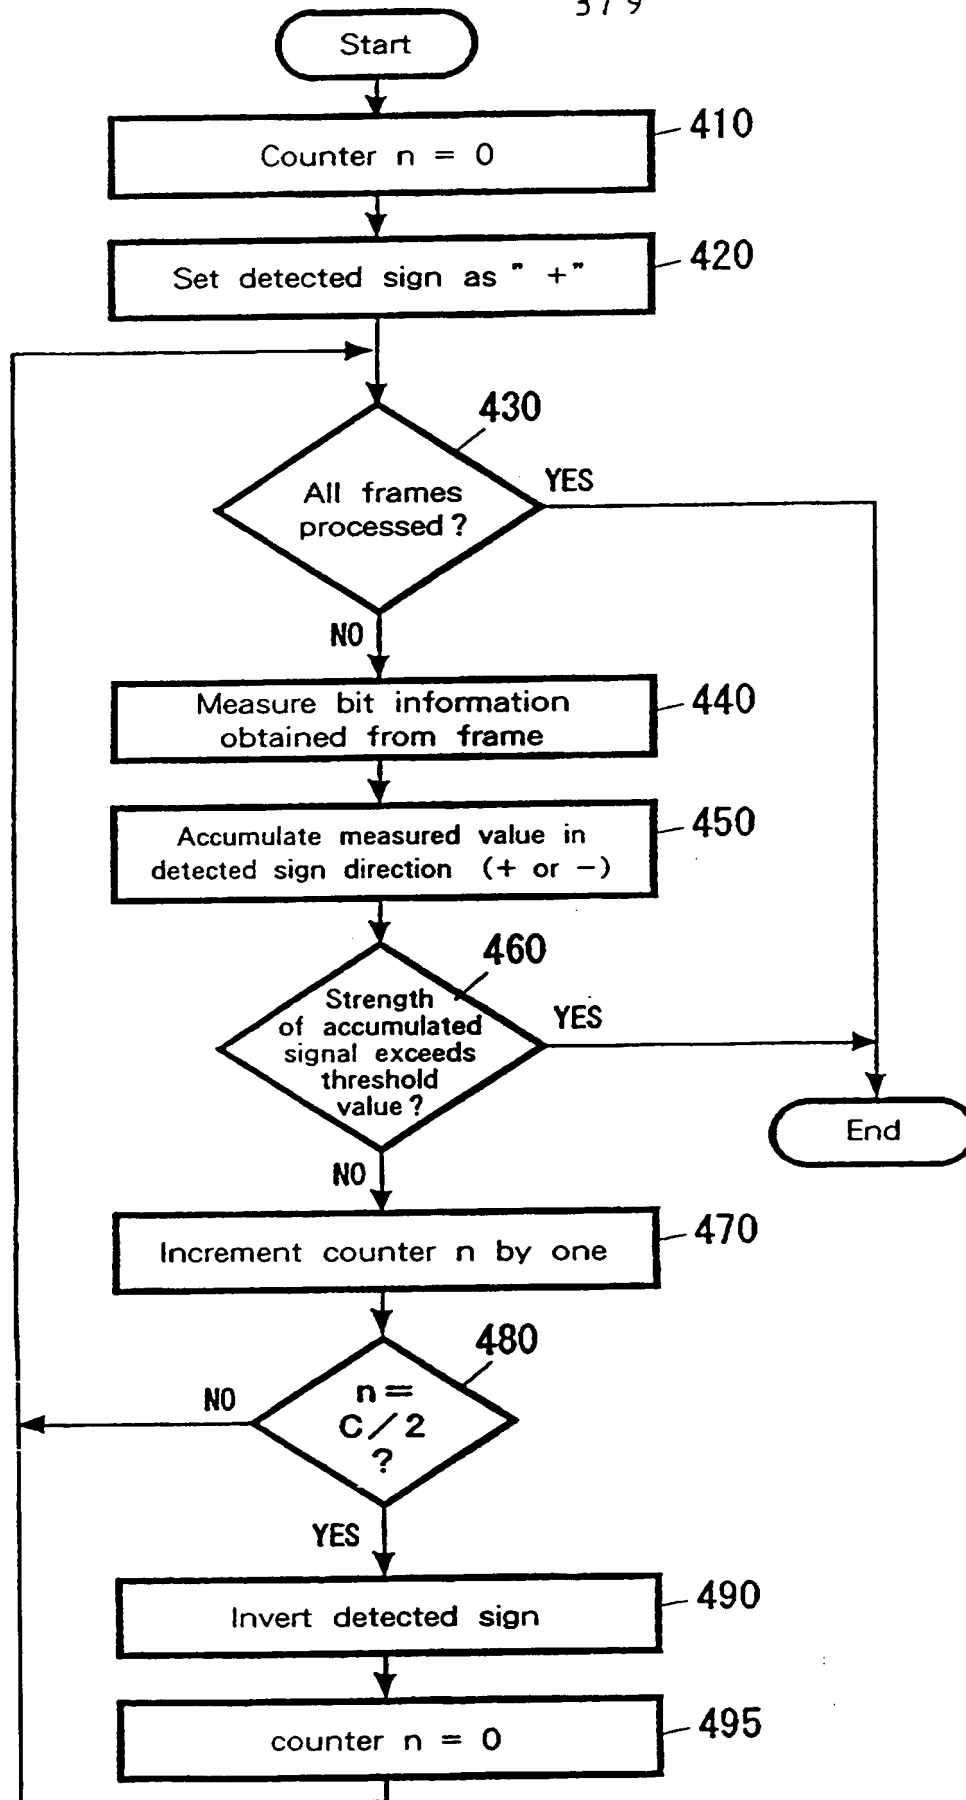 Start
410
Counter n = 0
420
Set detected sign as " +"
430
All frames
processed ?
YES
NO
440
Measure bit information
obtained from frame
450
Accumulate measured value in
detected sign direction (+ or −)
460
Strength
of accumulated
signal exceeds
threshold
value ?
YES
End
NO
470
Increment counter n by one
480
n =
C／2
?
NO
YES
490
Invert detected sign
495
counter n = 0